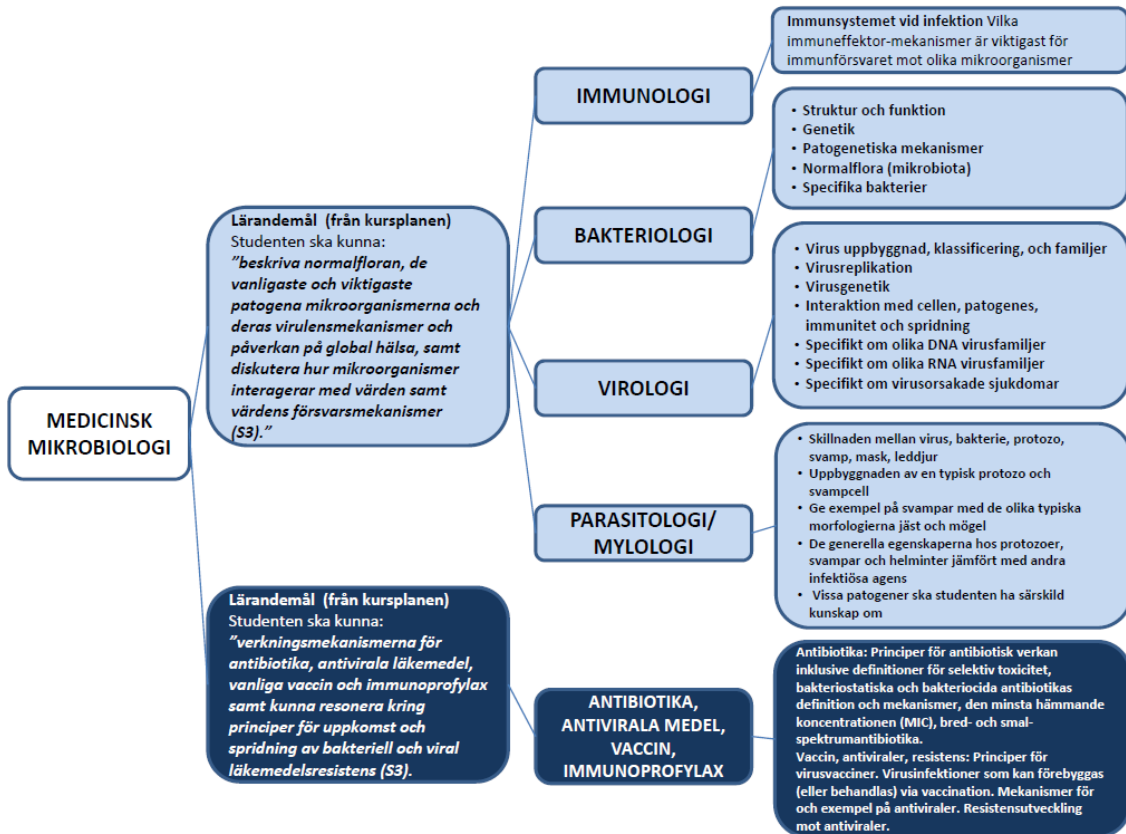 MEDICINSK
MIKROBIOLOGI
Lärandemål (från kursplanen)
Studenten ska kunna:
”beskriva normalfloran, de
vanligaste och viktigaste
patogena mikroorganismerna och
deras virulensmekanismer och
påverkan på global hälsa, samt
diskutera hur mikroorganismer
interagerar med värden samt
värdens försvarsmekanismer
(S3).”
IMMUNOLOGI
Immunsystemet vid infektion Vilka
immuneffektor-mekanismer är viktigast för
immunförsvaret mot olika mikroorganismer
BAKTERIOLOGI
• Struktur och funktion
• Genetik
• Patogenetiska mekanismer
• Normalflora (mikrobiota)
• Specifika bakterier
VIROLOGI
• Virus uppbyggnad, klassificering, och familjer
• Virusreplikation
• Virusgenetik
• Interaktion med cellen, patogenes,
immunitet och spridning
• Specifikt om olika DNA virusfamiljer
• Specifikt om olika RNA virusfamiljer
• Specifikt om virusorsakade sjukdomar
PARASITOLOGI/
MYLOLOGI
• Skillnaden mellan virus, bakterie, protozo,
svamp, mask, leddjur
• Uppbyggnaden av en typisk protozo och
svampcell
• Ge exempel på svampar med de olika typiska
morfologierna jäst och mögel
• De generella egenskaperna hos protozoer,
svampar och helminter jämfört med andra
infektiösa agens
• Vissa patogener ska studenten ha särskild
kunskap om
Lärandemål (från kursplanen)
Studenten ska kunna:
”verkningsmekanismerna för
antibiotika, antivirala läkemedel,
vanliga vaccin och immunoprofylax
samt kunna resonera kring
principer för uppkomst och
spridning av bakteriell och viral
läkemedelsresistens (S3).
ANTIBIOTIKA,
ANTIVIRALA MEDEL,
VACCIN,
IMMUNOPROFYLAX
Antibiotika: Principer för antibiotisk verkan
inklusive definitioner för selektiv toxicitet,
bakteriostatiska och bakteriocida antibiotikas
definition och mekanismer, den minsta hämmande
koncentrationen (MIC), bred- och smal-
spektrumantibiotika.
Vaccin, antiviraler, resistens: Principer för
virusvacciner. Virusinfektioner som kan förebyggas
(eller behandlas) via vaccination. Mekanismer för
och exempel på antiviraler. Resistensutveckling
mot antiviraler.